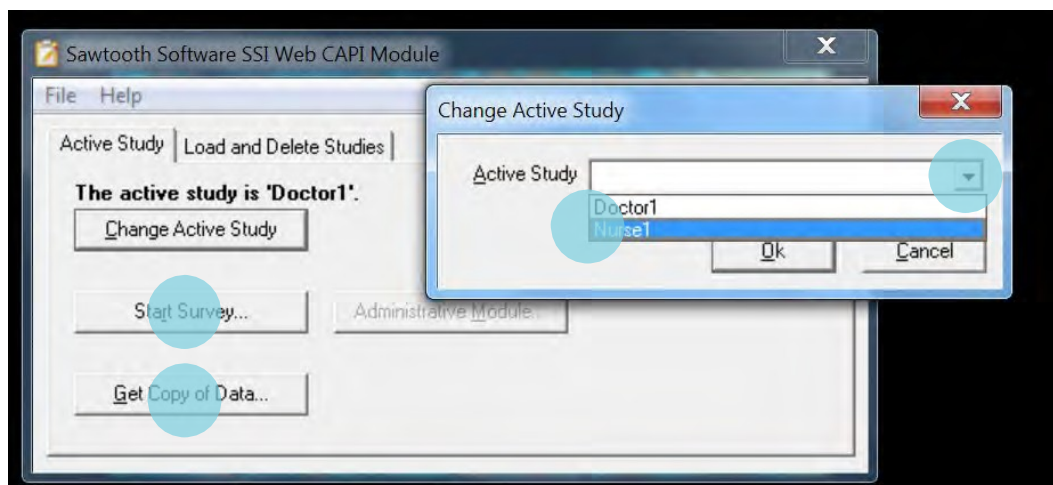 Sawtooth Software SSI Web CAPI Module
X
File Help
Active Study
Load and Delete Studies
The active study is 'Doctor1'.
Change Active Study
Start Survey...
Administrative Module...
Get Copy of Data...
Change Active Study
X
Active Study
Doctor1
Nurse1
Ok
Cancel